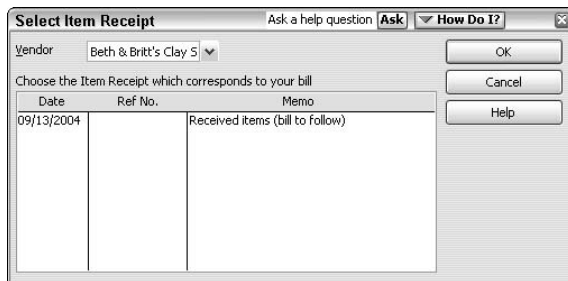 Select Item Receipt Ask a help question Ask How Do I?
Vendor Beth & Britt's Clay S OK
Choose the Item Receipt which corresponds to your bill Cancel
Date Ref No. Memo Help
09/13/2004 Received items (bill to follow)